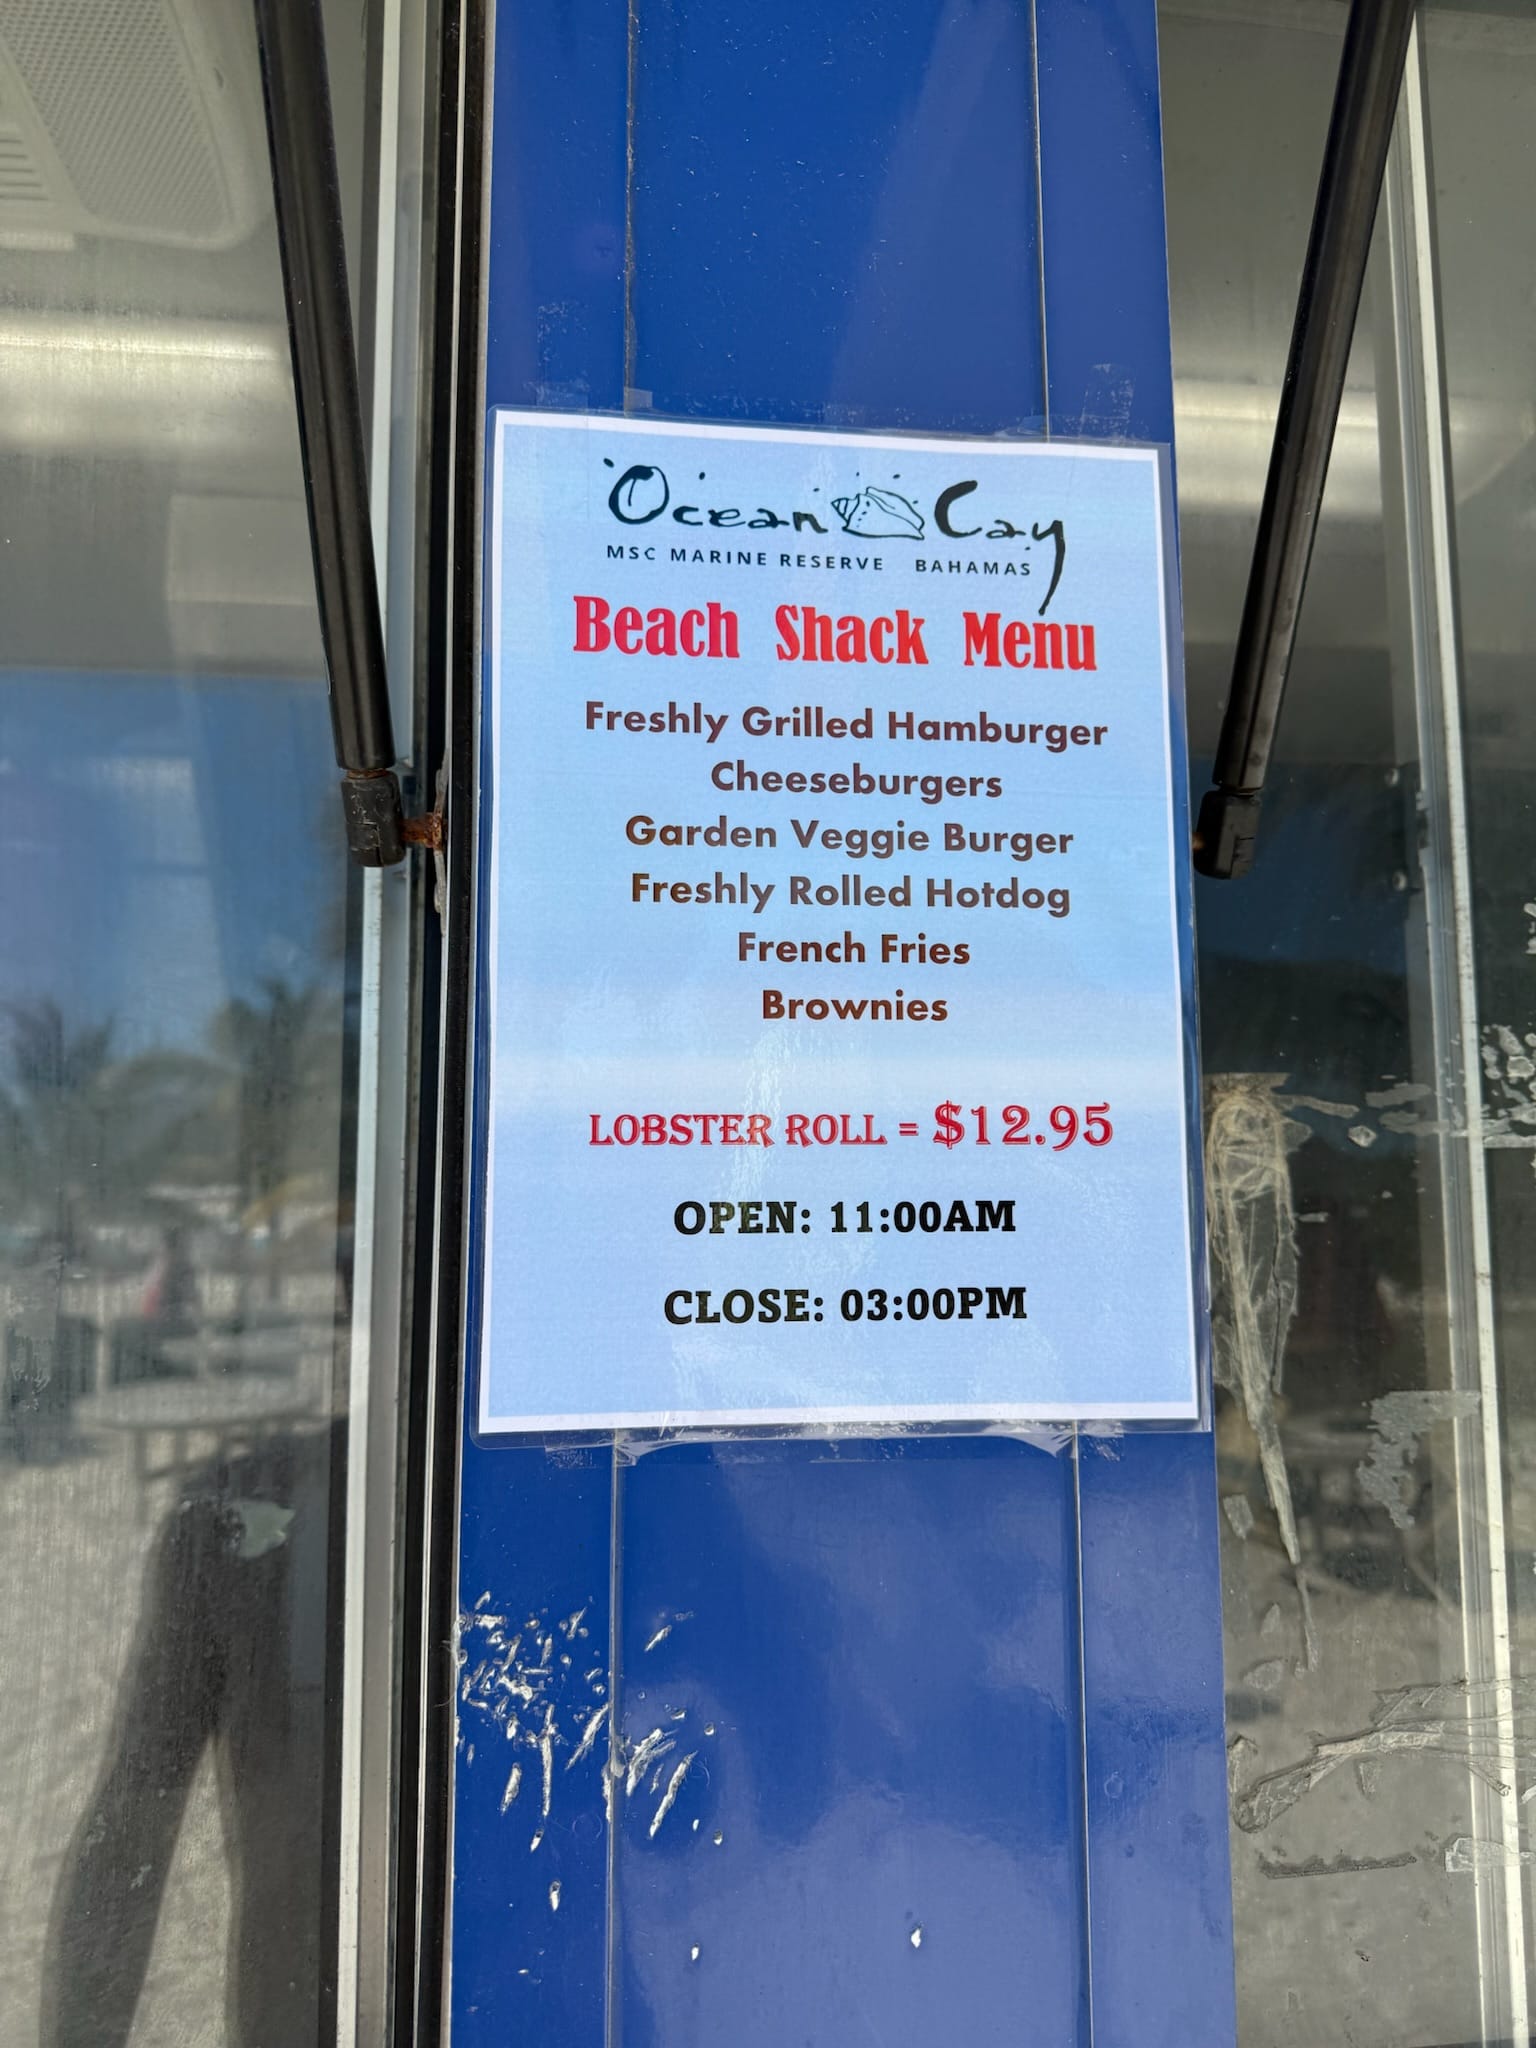 Ocean Cay
MSC MARINE RESERVE BAHAMAS
Beach Shack Menu
Freshly Grilled Hamburger
Cheeseburgers
Garden Veggie Burger
Freshly Rolled Hotdog
French Fries
Brownies
LOBSTER ROLL = $12.95
OPEN: 11:00AM
CLOSE: 03:00PM